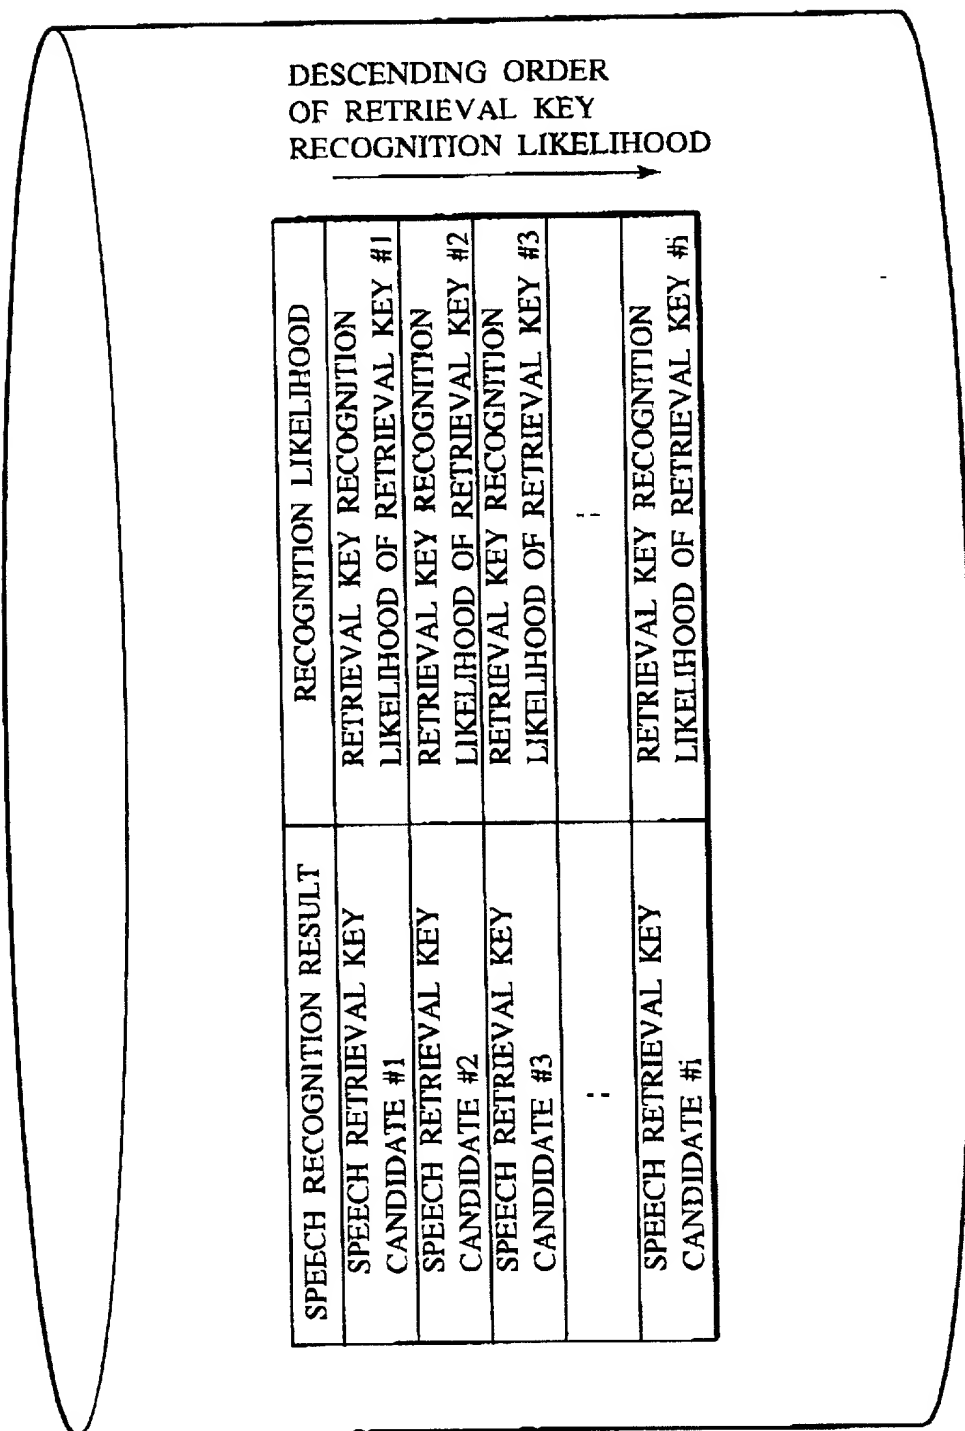 DESCENDING ORDER
OF RETRIEVAL KEY
RECOGNITION LIKELIHOOD
SPEECH RECOGNITION RESULT
RECOGNITION LIKELIHOOD
SPEECH RETRIEVAL KEY
CANDIDATE #1
RETRIEVAL KEY RECOGNITION
LIKELIHOOD OF RETRIEVAL KEY #1
SPEECH RETRIEVAL KEY
CANDIDATE #2
RETRIEVAL KEY RECOGNITION
LIKELIHOOD OF RETRIEVAL KEY #2
SPEECH RETRIEVAL KEY
CANDIDATE #3
RETRIEVAL KEY RECOGNITION
LIKELIHOOD OF RETRIEVAL KEY #3
SPEECH RETRIEVAL KEY
CANDIDATE #i
RETRIEVAL KEY RECOGNITION
LIKELIHOOD OF RETRIEVAL KEY #i